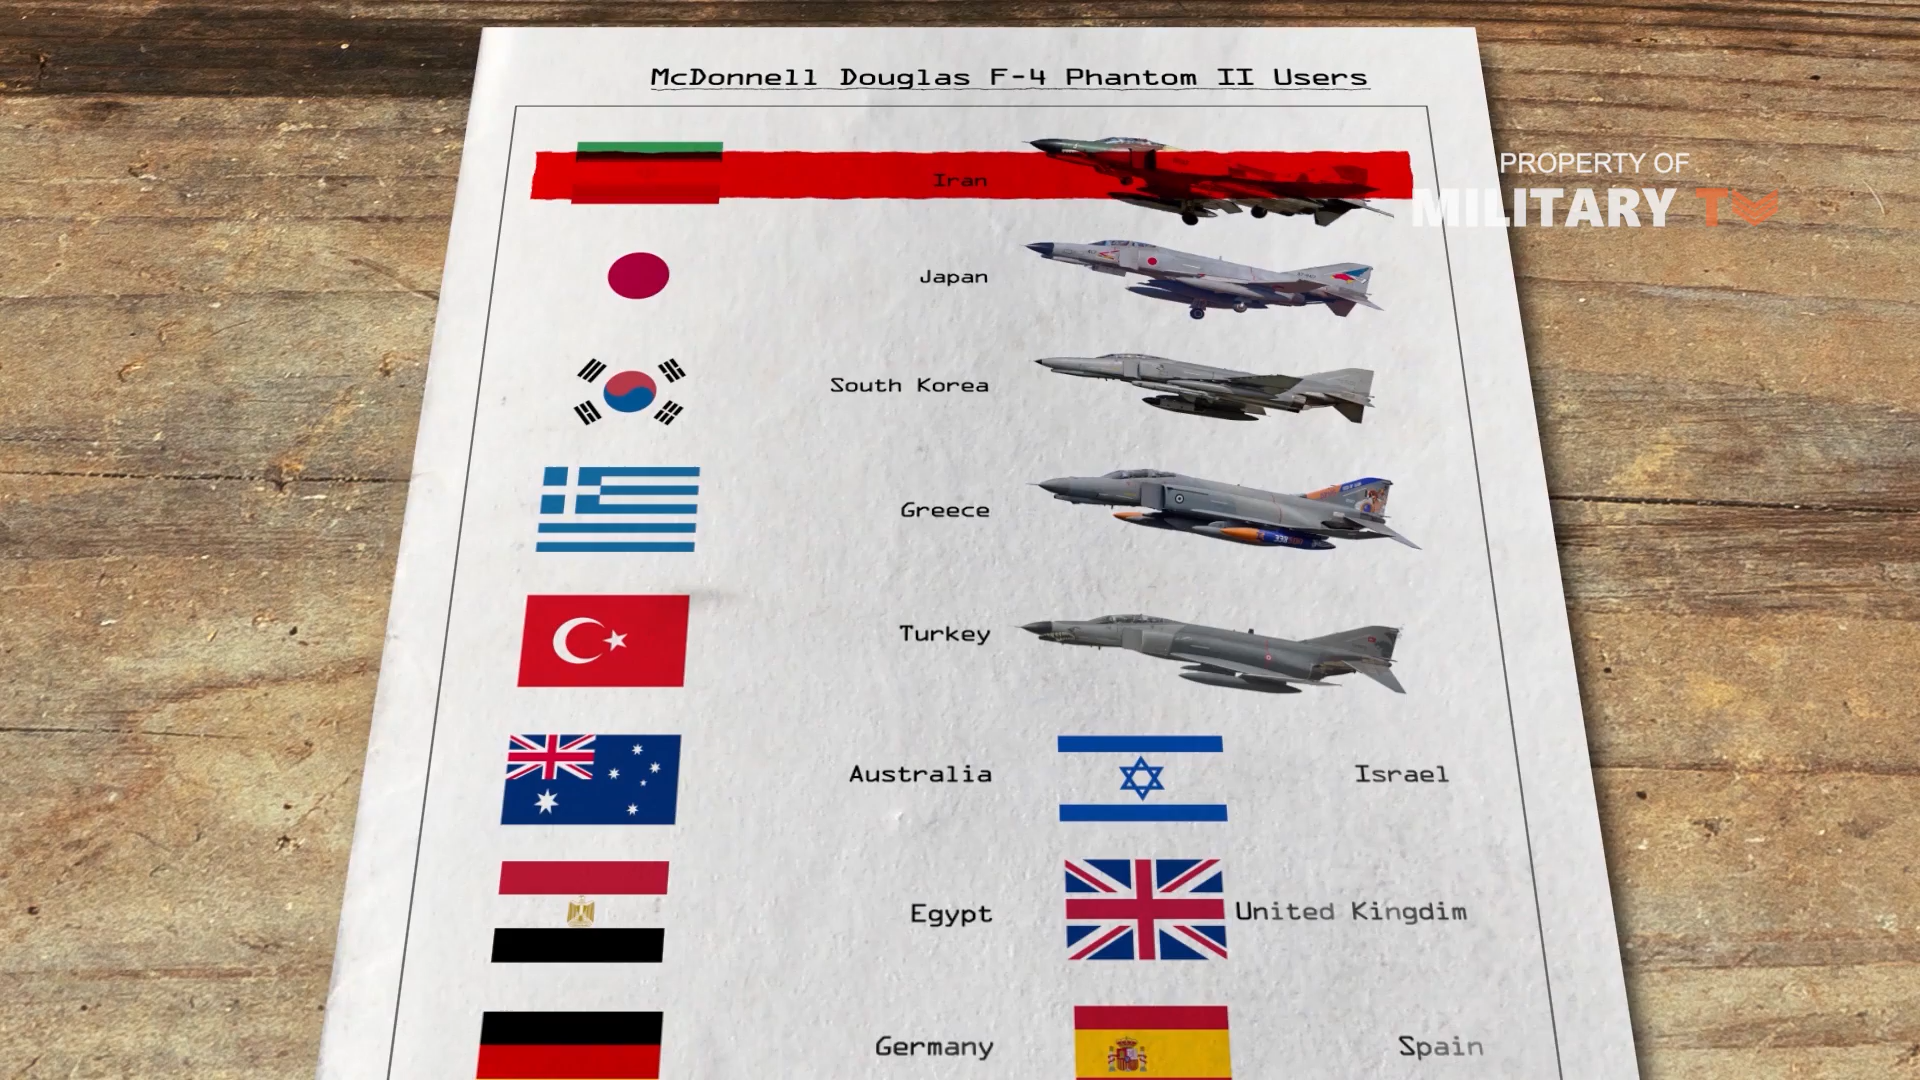 McDonnell Douglas F-4 Phantom II Users
Iran
PROPERTY OF
MILITARY TV
Japan
South Korea
Greece
Turkey
Australia
Israel
Egypt
United Kingdim
Germany
Spain